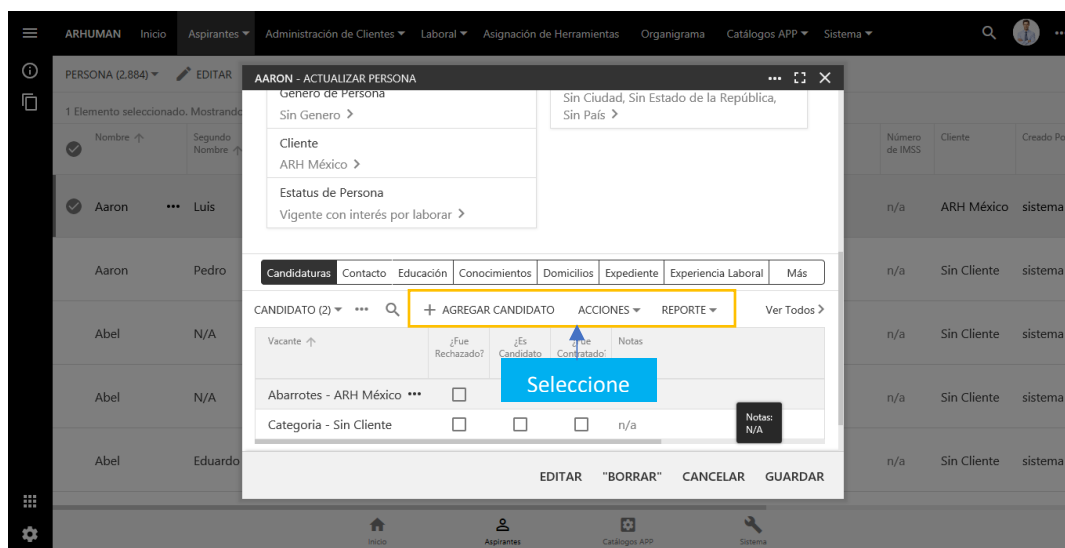 ARHUMAN Inicio Aspirantes Administración de Clientes Laboral Asignación de Herramientas Organigrama Catálogos APP Sistema
PERSONA (2,884) EDITAR
1 Elemento seleccionado. Mostrando
Nombre Segundo Nombre
Número de IMSS Cliente Creado Po
Aaron Luis n/a ARH México sistema
Aaron Pedro n/a Sin Cliente sistema
Abel N/A n/a Sin Cliente sistema
Abel N/A n/a Sin Cliente sistema
Abel Eduardo n/a Sin Cliente sistema
AARON - ACTUALIZAR PERSONA
Genero de Persona
Sin Genero
Sin Ciudad, Sin Estado de la República,
Sin País
Cliente
ARH México
Estatus de Persona
Vigente con interés por laborar
Candidaturas Contacto Educación Conocimientos Domicilios Expediente Experiencia Laboral Más
CANDIDATO (2) AGREGAR CANDIDATO ACCIONES REPORTE Ver Todos
Vacante ¿Fue Rechazado? ¿Es Candidato Contratado? Notas
Seleccione
Abarrotes - ARH México
Categoria - Sin Cliente n/a
Notas:
N/A
EDITAR "BORRAR" CANCELAR GUARDAR
Inicio Aspirantes Catálogos APP Sistema